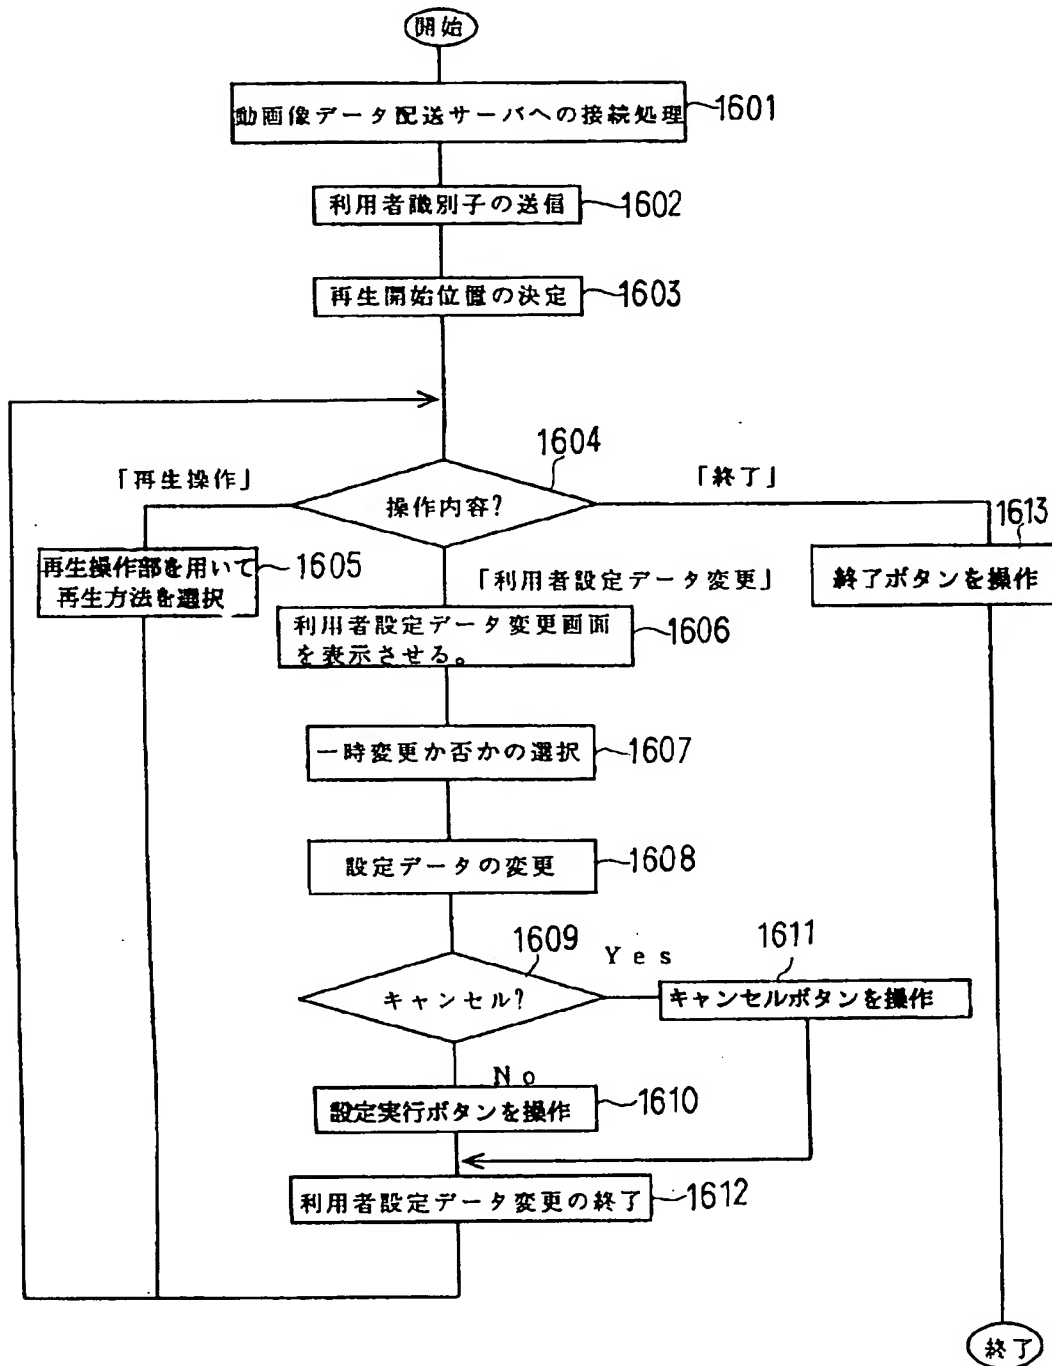 開始
動画像データ配送サーバへの接続処理
1601
利用者識別子の送信
1602
再生開始位置の決定
1603
1604
「再生操作」
「終了」
操作内容?
1613
再生操作部を用いて
再生方法を選択
1605
「利用者設定データ変更」
終了ボタンを操作
利用者設定データ変更画面
を表示させる。
1606
一時変更か否かの選択
1607
設定データの変更
1608
1609
Yes
1611
キャンセル?
キャンセルボタンを操作
No
設定実行ボタンを操作
1610
利用者設定データ変更の終了
1612
終了